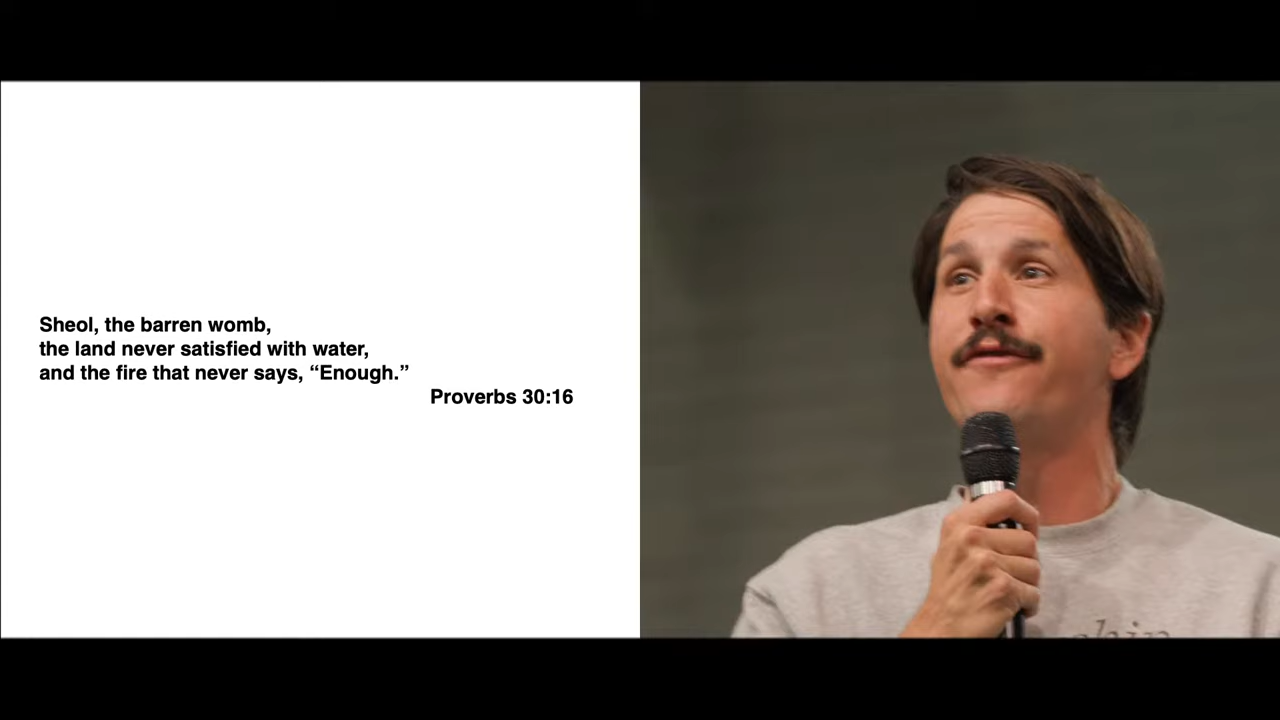 Sheol, the barren womb,
the land never satisfied with water,
and the fire that never says, “Enough.”
Proverbs 30:16